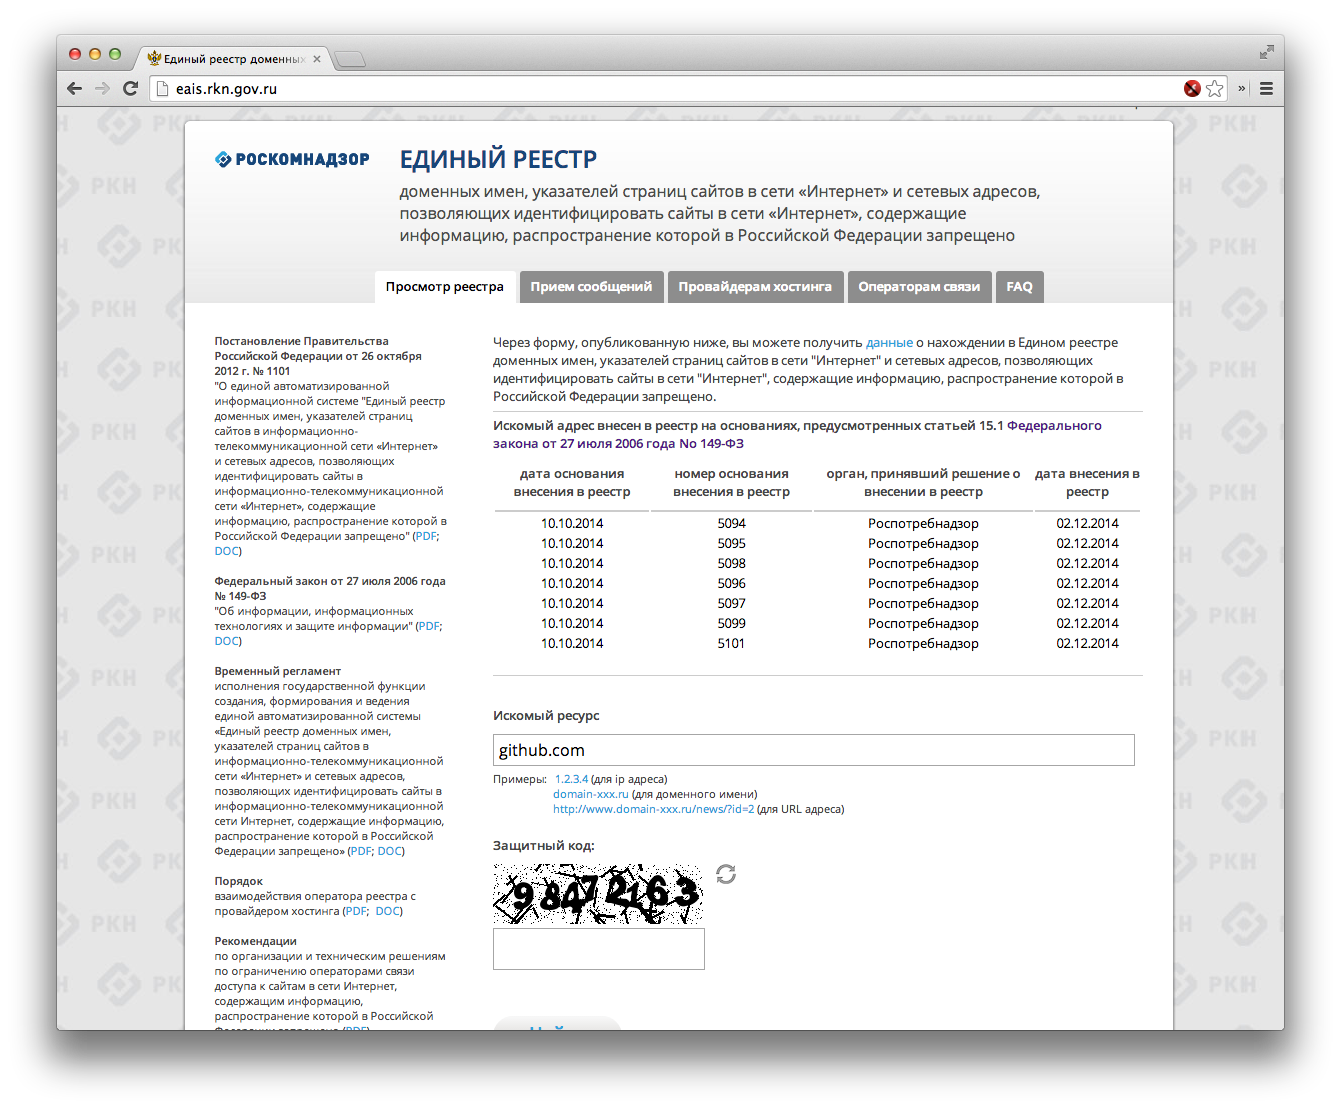 Единый реестр доменных
eais.rkn.gov.ru
РОСКОМНАДЗОР
ЕДИНЫЙ РЕЕСТР
доменных имен, указателей страниц сайтов в сети «Интернет» и сетевых адресов,
позволяющих идентифицировать сайты в сети «Интернет», содержащие
информацию, распространение которой в Российской Федерации запрещено
Просмотр реестра
Прием сообщений
Провайдерам хостинга
Операторам связи
FAQ
Постановление Правительства
Российской Федерации от 26 октября
2012 г. № 1101
"О единой автоматизированной
информационной системе "Единый реестр
доменных имен, указателей страниц
сайтов в информационно-
телекоммуникационной сети «Интернет»
и сетевых адресов, позволяющих
идентифицировать сайты в
информационно-телекоммуникационной
сети «Интернет», содержащие
информацию, распространение которой в
Российской Федерации запрещено" (PDF;
DOC)
Федеральный закон от 27 июля 2006 года
№ 149-ФЗ
"Об информации, информационных
технологиях и защите информации" (PDF;
DOC)
Временный регламент
исполнения государственной функции
создания, формирования и ведения
единой автоматизированной системы
«Единый реестр доменных имен,
указателей страниц сайтов в
информационно-телекоммуникационной
сети «Интернет» и сетевых адресов,
позволяющих идентифицировать сайты в
информационно-телекоммуникационной
сети Интернет, содержащие информацию,
распространение которой в Российской
Федерации запрещено» (PDF; DOC)
Порядок
взаимодействия оператора реестра с
провайдером хостинга (PDF; DOC)
Рекомендации
по организации и техническим решениям
по ограничению операторами связи
доступа к сайтам в сети Интернет,
содержащим информацию,
распространение которой в Российской
Федерации запрещено (PDF)
Через форму, опубликованную ниже, вы можете получить данные о нахождении в Едином реестре
доменных имен, указателей страниц сайтов в сети "Интернет" и сетевых адресов, позволяющих
идентифицировать сайты в сети "Интернет", содержащие информацию, распространение которой в
Российской Федерации запрещено.
Искомый адрес внесен в реестр на основаниях, предусмотренных статьей 15.1 Федерального
закона от 27 июля 2006 года No 149-ФЗ
дата основания внесения в реестр номер основания внесения в реестр орган, принявший решение о внесении в реестр дата внесения в реестр
10.10.2014 5094 Роспотребнадзор 02.12.2014
10.10.2014 5095 Роспотребнадзор 02.12.2014
10.10.2014 5098 Роспотребнадзор 02.12.2014
10.10.2014 5096 Роспотребнадзор 02.12.2014
10.10.2014 5097 Роспотребнадзор 02.12.2014
10.10.2014 5099 Роспотребнадзор 02.12.2014
10.10.2014 5101 Роспотребнадзор 02.12.2014
Искомый ресурс
github.com
Примеры: 1.2.3.4 (для ip адреса)
domain-xxx.ru (для доменного имени)
http://www.domain-xxx.ru/news/?id=2 (для URL адреса)
Защитный код:
98472163
РКН